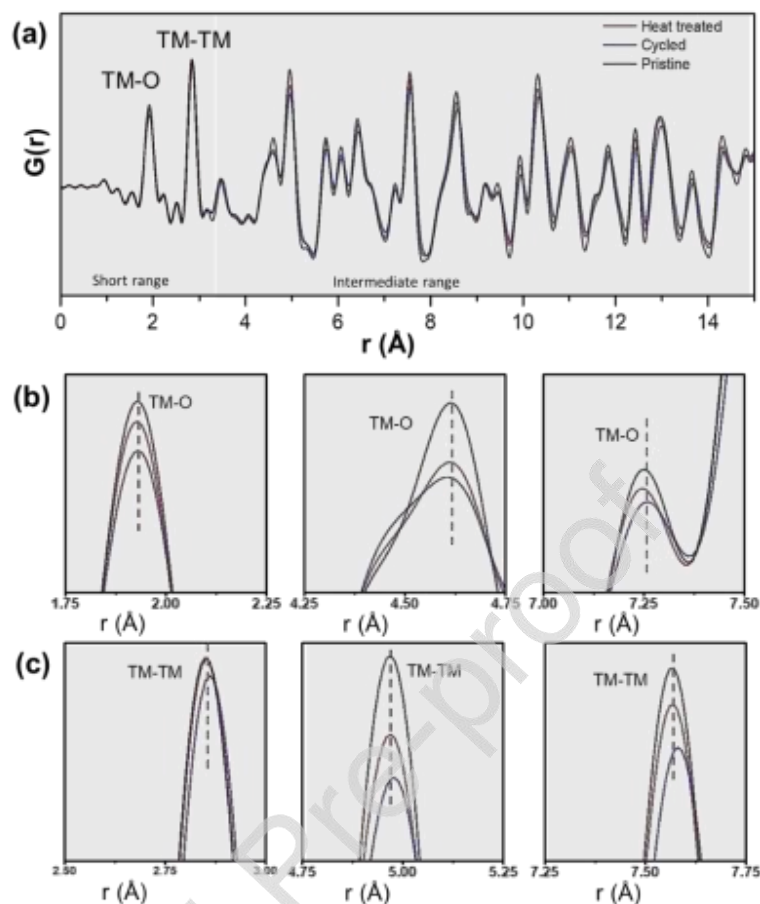 (a)
TM-TM
TM-O
Heat treated
Cycled
Pristine
G(r)
Short range
Intermediate range
0 2 4 6 8 10 12 14
r (Å)
(b)
TM-O
TM-O
TM-O
1.75 2.00 2.25
4.25 4.50 4.75
7.00 7.25 7.50
r (Å)
r (Å)
r (Å)
(c)
TM-TM
TM-TM
TM-TM
2.50 2.75 3.00
4.75 5.00 5.25
7.25 7.50 7.75
r (Å)
r (Å)
r (Å)
Pre-proof